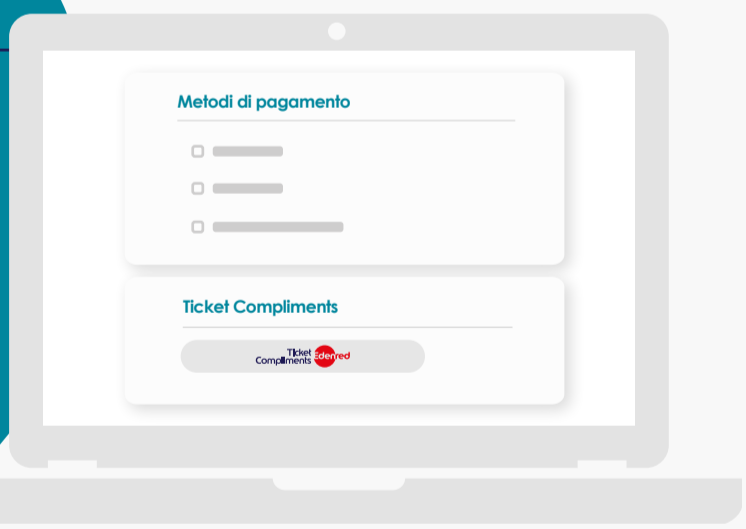 Metodi di pagamento
Ticket Compliments
Ticket
Compliments Edenred